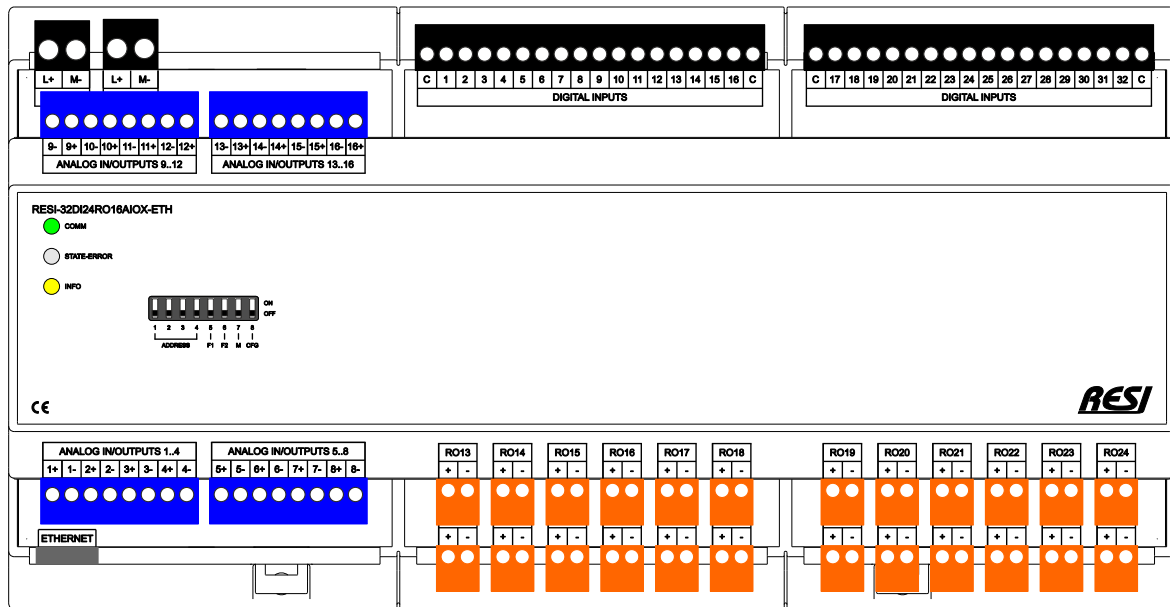 L+ M- L+ M-
C 1 2 3 4 5 6 7 8 9 10 11 12 13 14 15 16 C
C 17 18 19 20 21 22 23 24 25 26 27 28 29 30 31 32 C
DIGITAL INPUTS
DIGITAL INPUTS
9- 9+ 10- 10+ 11- 11+ 12- 12+
13- 13+ 14- 14+ 15- 15+ 16- 16+
ANALOG IN/OUTPUTS 9..12
ANALOG IN/OUTPUTS 13..16
RESI-32DI24RO16AIOX-ETH
COMM
STATE-ERROR
INFO
ON
OFF
1 2 3 4 5 6 7 8
ADDRESS F1 F2 M CFG
CE
RESI
ANALOG IN/OUTPUTS 1..4
ANALOG IN/OUTPUTS 5..8
1+ 1- 2+ 2- 3+ 3- 4+ 4-
5+ 5- 6+ 6- 7+ 7- 8+ 8-
RO13 RO14 RO15 RO16 RO17 RO18
RO19 RO20 RO21 RO22 RO23 RO24
+ - + - + - + - + - + -
+ - + - + - + - + - + -
ETHERNET
+ - + - + - + - + - + -
+ - + - + - + - + - + -